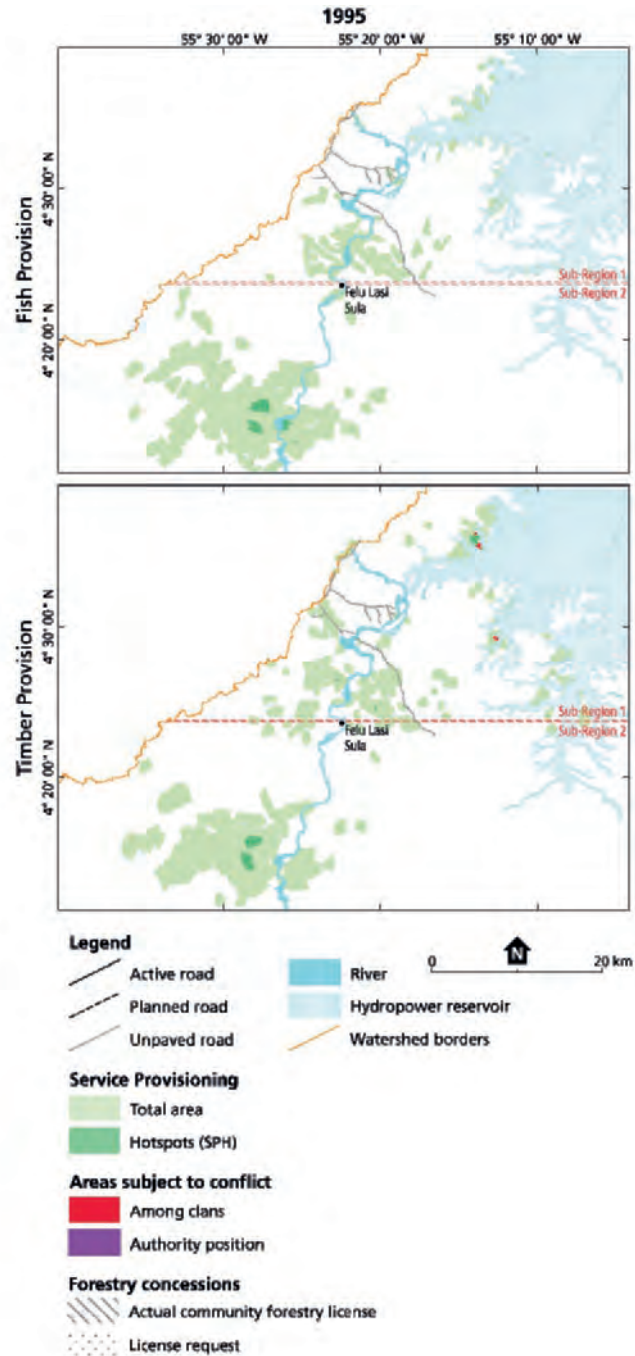 1995
55° 30' 00" W
55° 20' 00" W
55° 10' 00" W
Fish Provision
4° 30' 00" N
4° 20' 00" N
Sub-Region 1
Sub-Region 2
Felu Lasi
Sula
Timber Provision
4° 30' 00" N
4° 20' 00" N
Sub-Region 1
Sub-Region 2
Felu Lasi
Sula
Legend
Active road
Planned road
Unpaved road
River
Hydropower reservoir
Watershed borders
N
0 20 km
Service Provisioning
Total area
Hotspots (SPH)
Areas subject to conflict
Among clans
Authority position
Forestry concessions
Actual community forestry license
License request